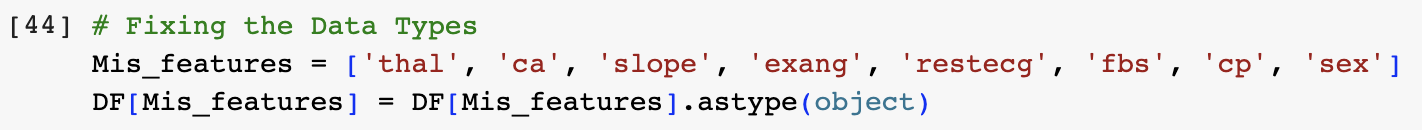 [44] # Fixing the Data Types
Mis_features = ['thal', 'ca', 'slope', 'exang', 'restecg', 'fbs', 'cp', 'sex']
DF[Mis_features] = DF[Mis_features].astype(object)